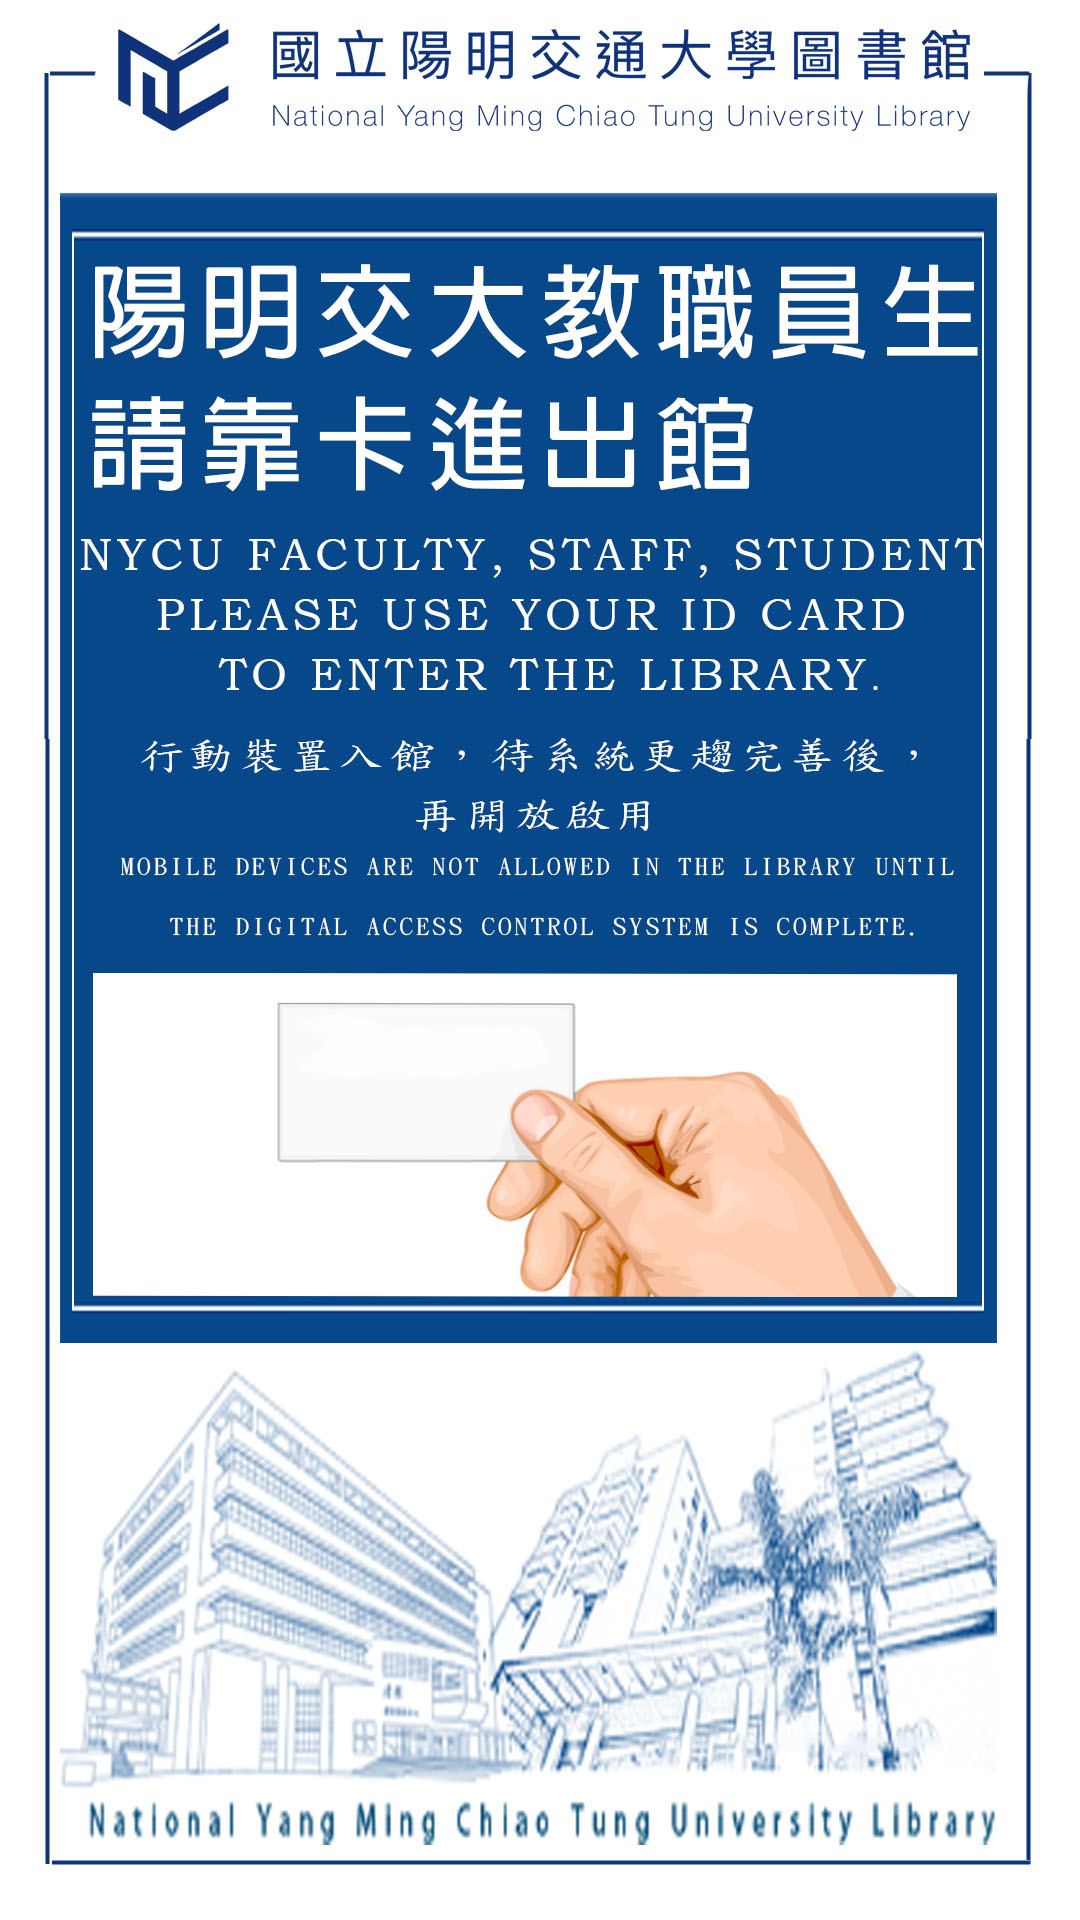 國立陽明交通大學圖書館
National Yang Ming Chiao Tung University Library
陽明交大教職員生
請靠卡進出館
NYCU FACULTY, STAFF, STUDENT
PLEASE USE YOUR ID CARD
TO ENTER THE LIBRARY.
行動裝置入館，待系統更趨完善後，
再開放啟用
MOBILE DEVICES ARE NOT ALLOWED IN THE LIBRARY UNTIL
THE DIGITAL ACCESS CONTROL SYSTEM IS COMPLETE.
National Yang Ming Chiao Tung University Library